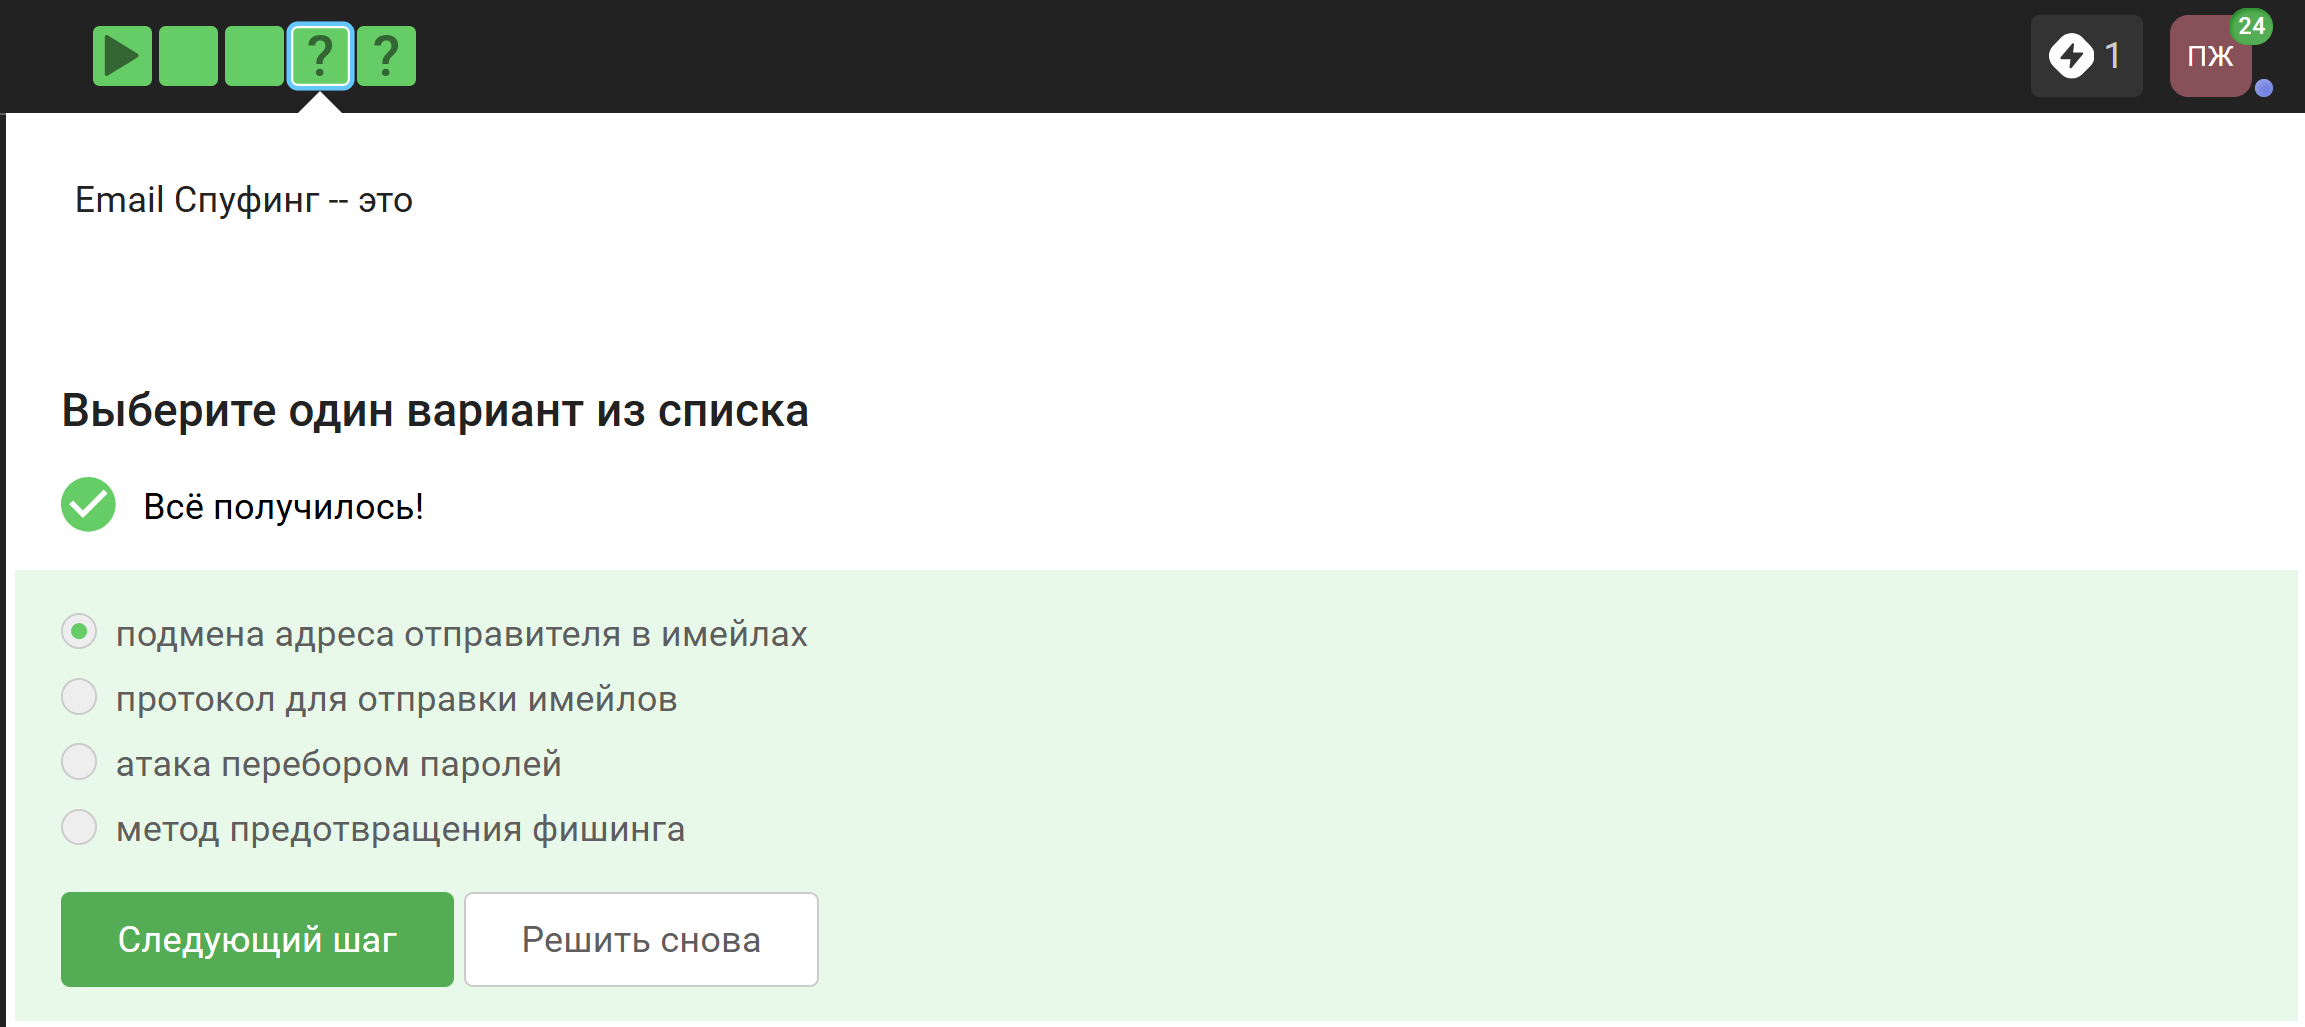 ? ?
1
ПЖ
24
Email Спуфинг -- это
Выберите один вариант из списка
Всё получилось!
подмена адреса отправителя в имейлах
протокол для отправки имейлов
атака перебором паролей
метод предотвращения фишинга
Следующий шаг
Решить снова